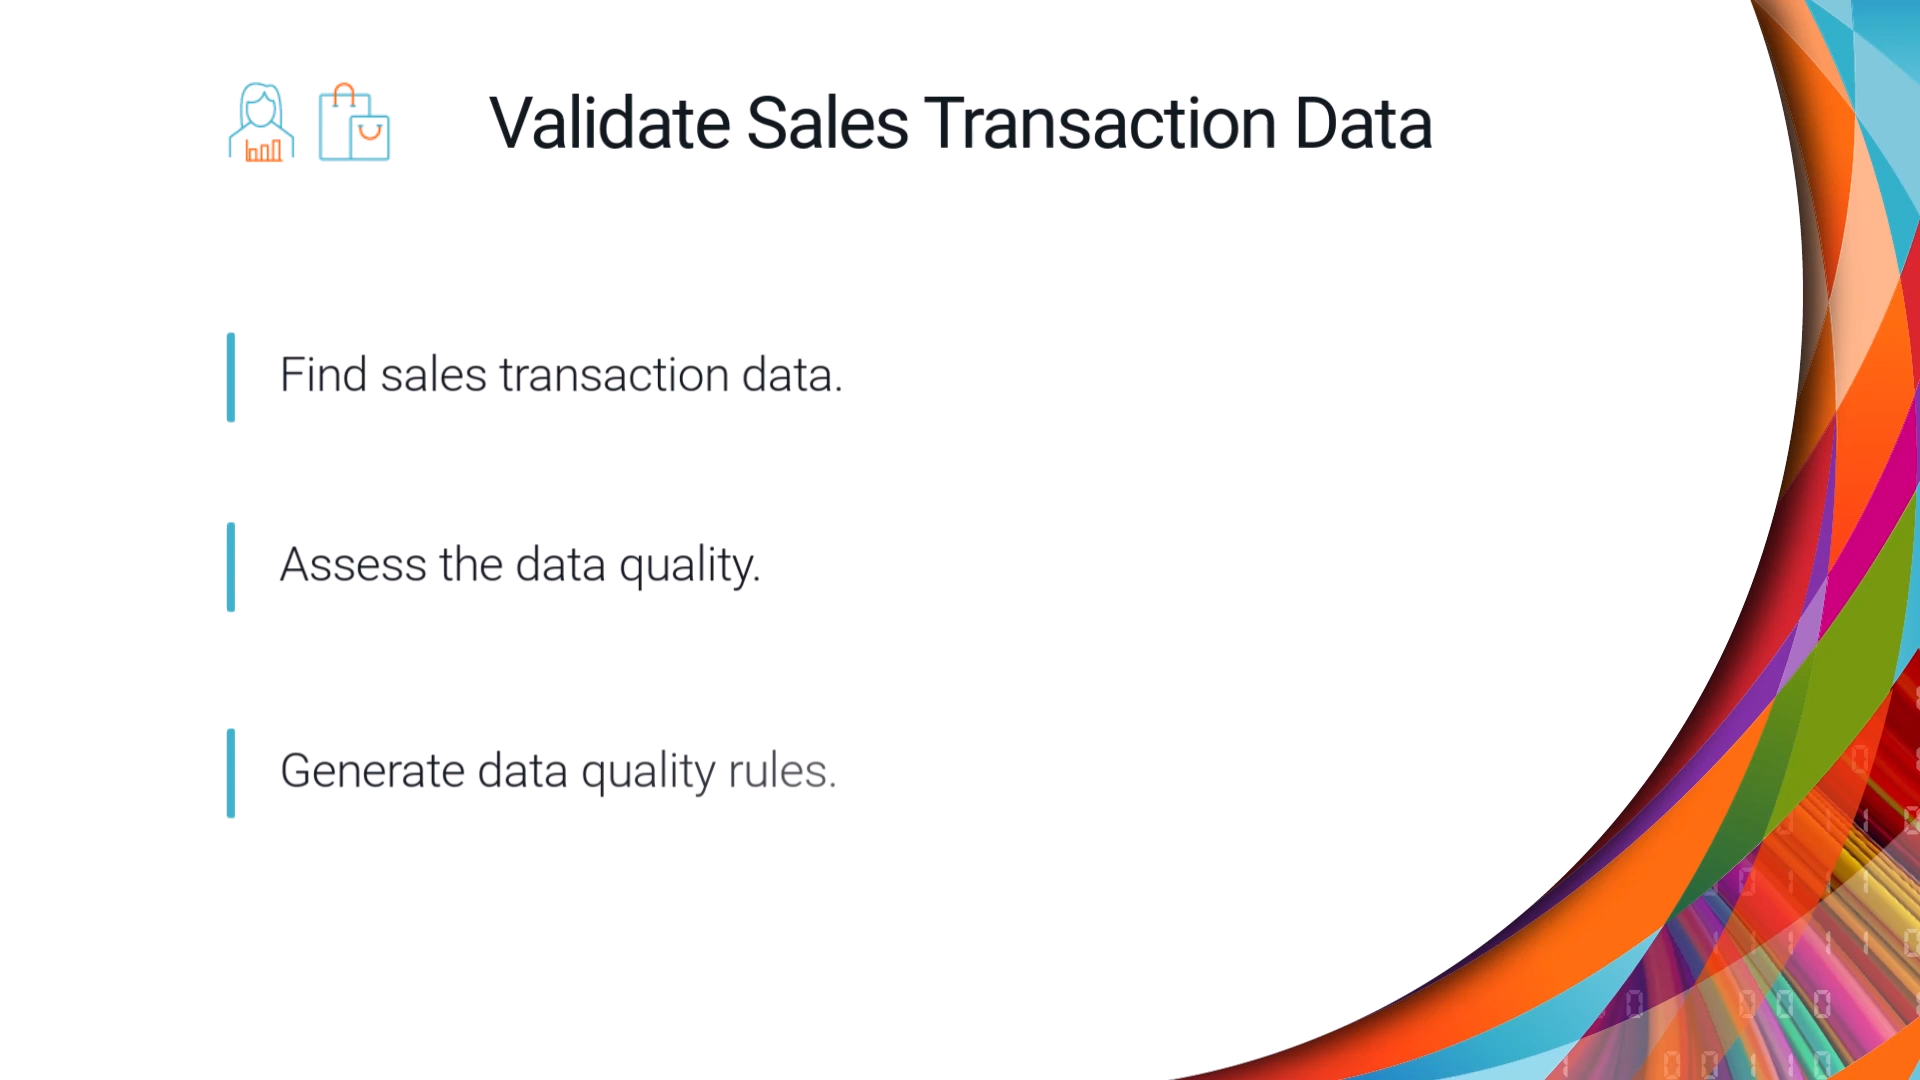 Validate Sales Transaction Data
Find sales transaction data.
Assess the data quality.
Generate data quality rules.